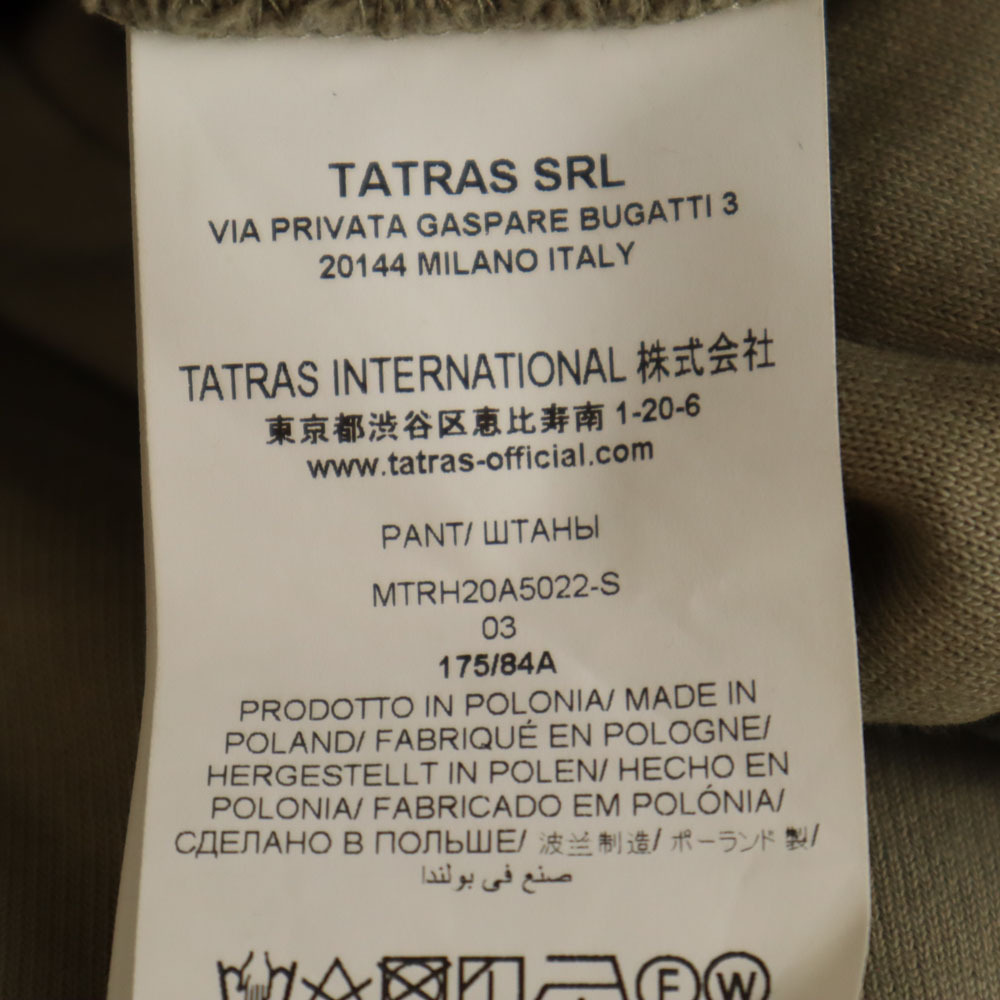 TATRAS SRL
VIA PRIVATA GASPARE BUGATTI 3
20144 MILANO ITALY
TATRAS INTERNATIONAL 株式会社
東京都渋谷区恵比寿南 1-20-6
www.tatras-official.com
PANT/ ШТАНЫ
MTRH20A5022-S
03
175/84A
PRODOTTO IN POLONIA/ MADE IN
POLAND/ FABRIQUÉ EN POLOGNE/
HERGESTELLT IN POLEN/ HECHO EN
POLONIA/ FABRICADO EM POLÓNIA/
СДЕЛАНО В ПОЛЬШЕ/ 波兰制造/ ポーランド製/
صنع في بولندا
F W